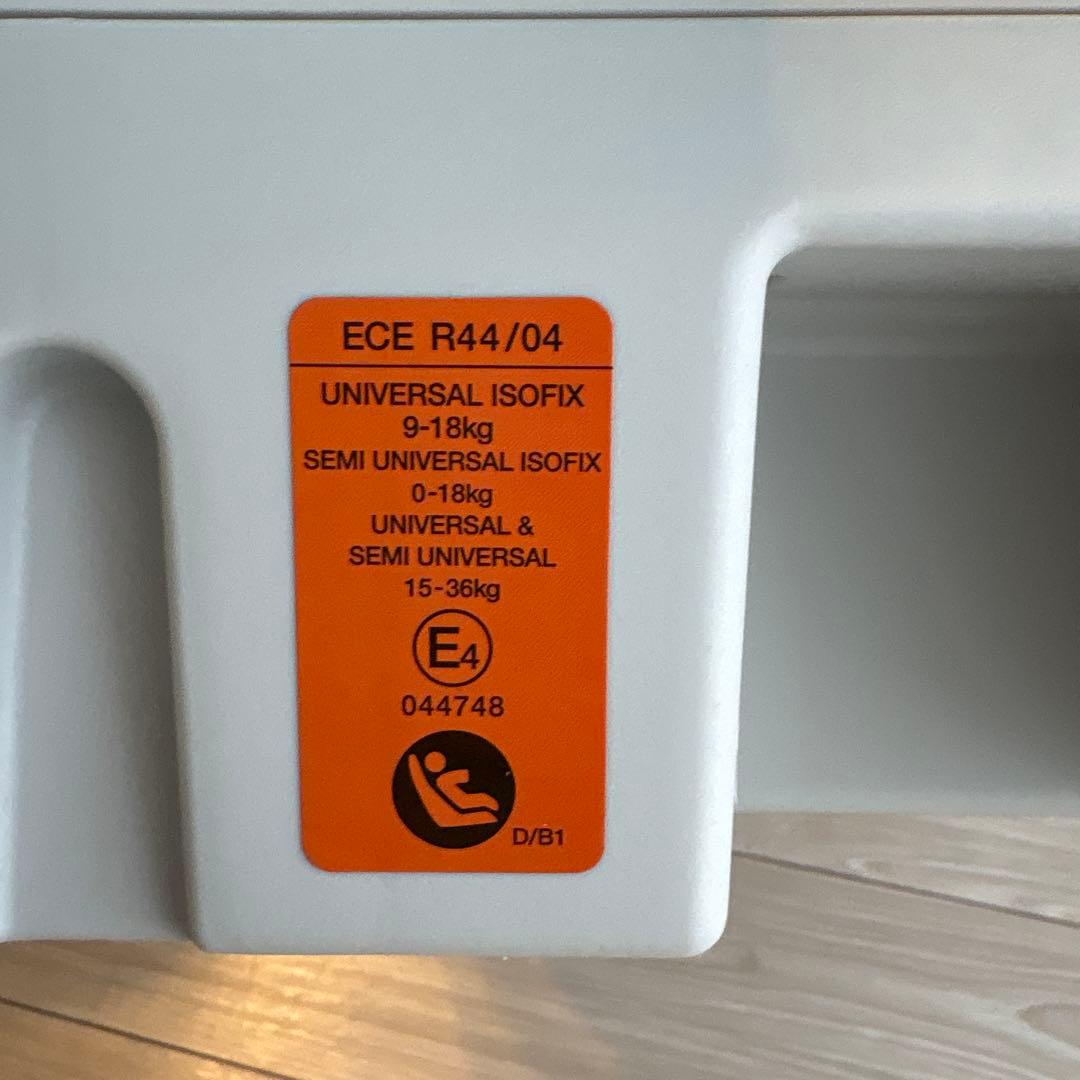 ECE R44/04
UNIVERSAL ISOFIX
9-18kg
SEMI UNIVERSAL ISOFIX
0-18kg
UNIVERSAL &
SEMI UNIVERSAL
15-36kg
E4
044748
D/B1